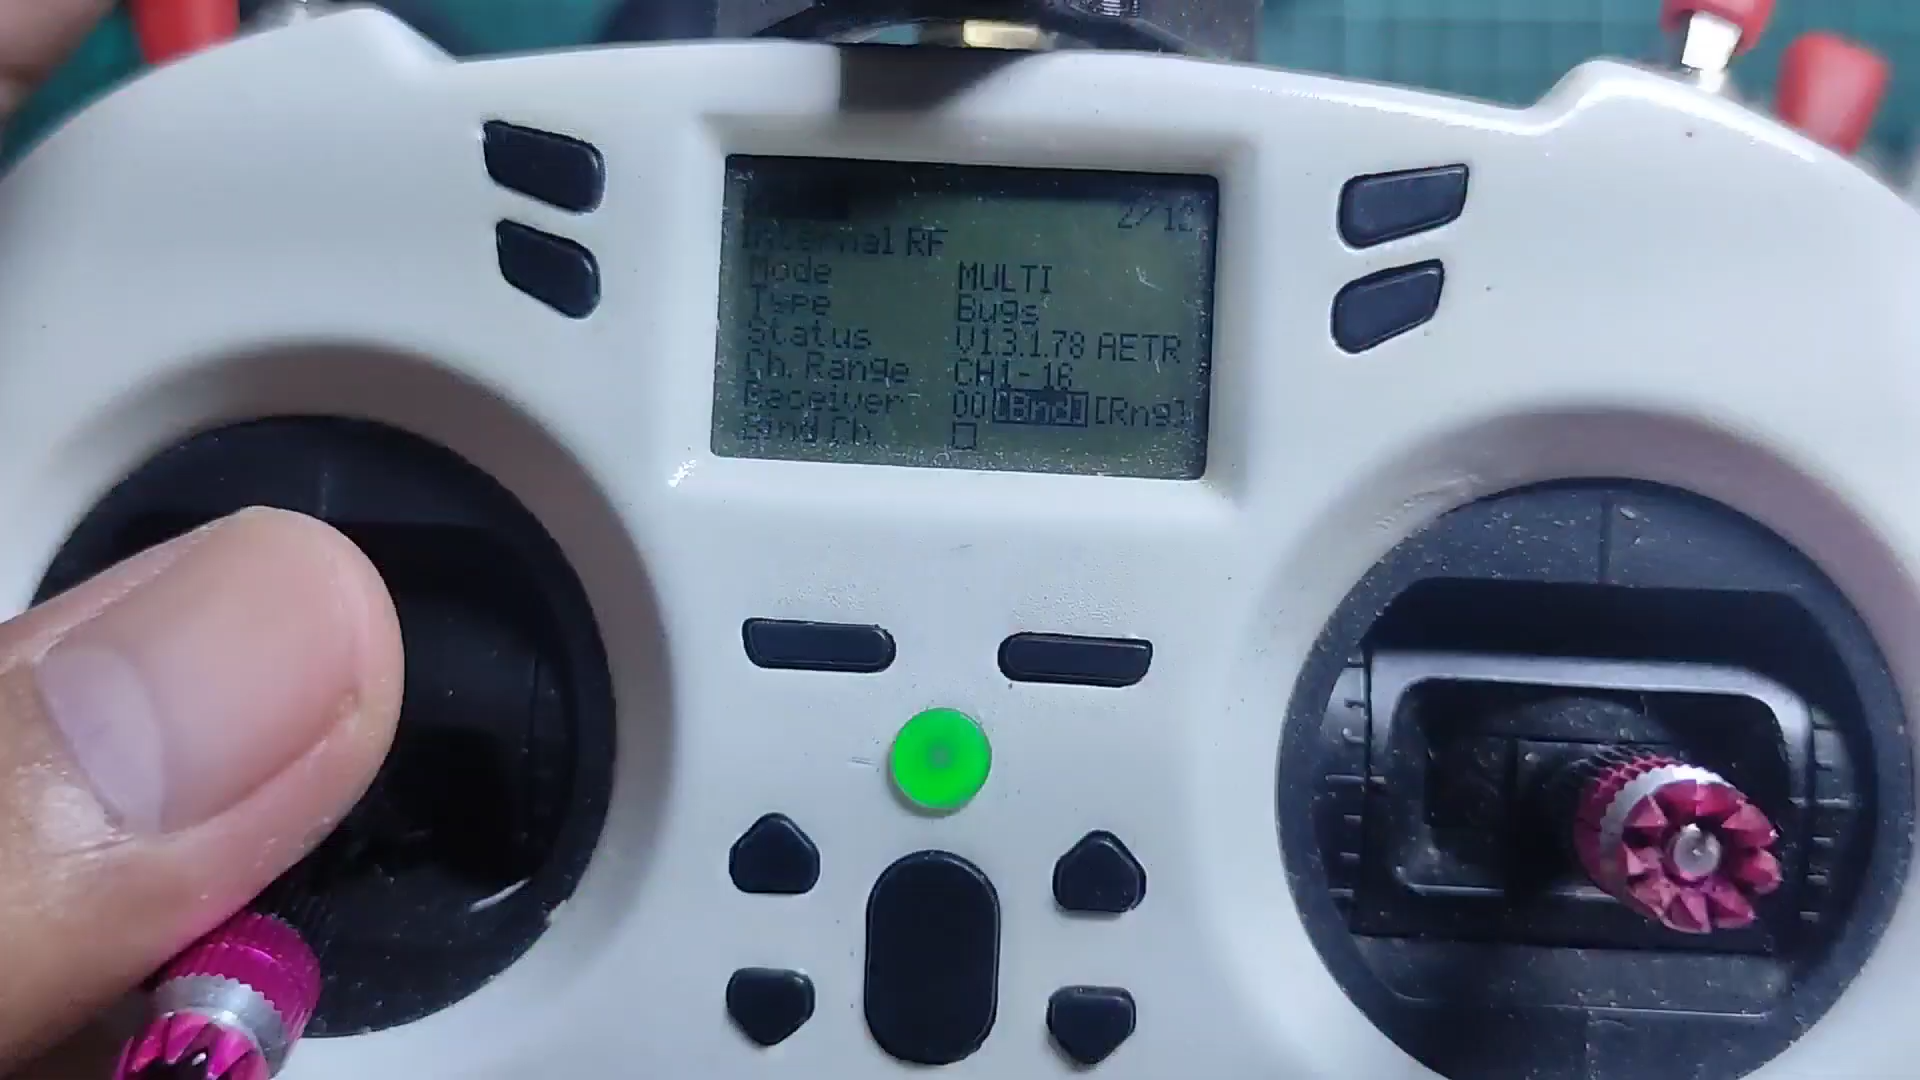 2/12
Internal RF
Mode MULTI
Type Bugs
Status V1.3.1.78 AETR
Ch. Range CH1-16
Receiver 00 [Bnd] [Rng]
Bind Ch.